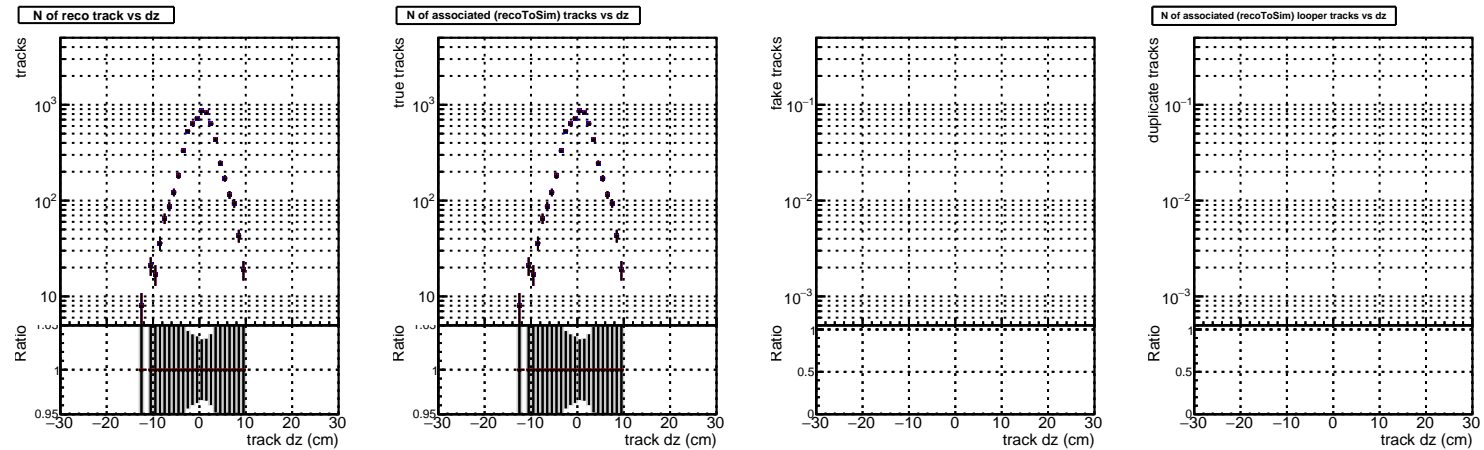 N of reco track vs dz
tracks
10³
10²
10
Ratio
1
0.95
−30 −20 −10 0 10 20 30
track dz (cm)
N of associated (recoToSim) tracks vs dz
true tracks
10³
10²
10
Ratio
1
0.95
−30 −20 −10 0 10 20 30
track dz (cm)
fake tracks
10⁻¹
10⁻²
10⁻³
Ratio
1
0.5
0
−30 −20 −10 0 10 20 30
track dz (cm)
N of associated (recoToSim) looper tracks vs dz
duplicate tracks
10⁻¹
10⁻²
10⁻³
Ratio
1
0.5
0
−30 −20 −10 0 10 20 30
track dz (cm)